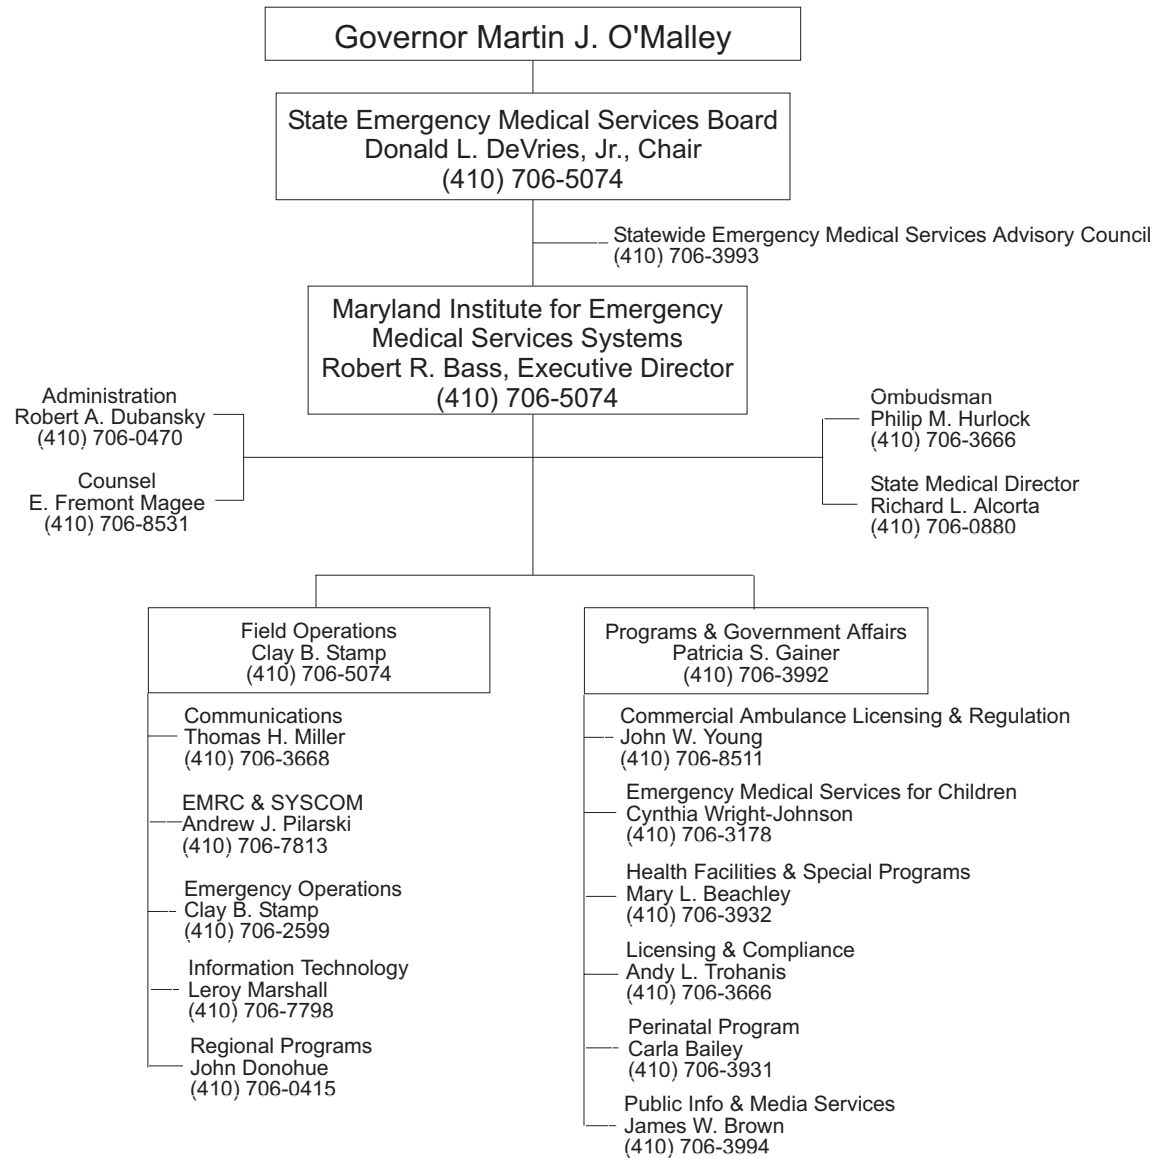 Governor Martin J. O'Malley
State Emergency Medical Services Board
Donald L. DeVries, Jr., Chair
(410) 706-5074
Statewide Emergency Medical Services Advisory Council
(410) 706-3993
Maryland Institute for Emergency
Medical Services Systems
Robert R. Bass, Executive Director
(410) 706-5074
Administration
Robert A. Dubansky
(410) 706-0470
Counsel
E. Fremont Magee
(410) 706-8531
Ombudsman
Philip M. Hurlock
(410) 706-3666
State Medical Director
Richard L. Alcorta
(410) 706-0880
Field Operations
Clay B. Stamp
(410) 706-5074
Communications
Thomas H. Miller
(410) 706-3668
EMRC & SYSCOM
Andrew J. Pilarski
(410) 706-7813
Emergency Operations
Clay B. Stamp
(410) 706-2599
Information Technology
Leroy Marshall
(410) 706-7798
Regional Programs
John Donohue
(410) 706-0415
Programs & Government Affairs
Patricia S. Gainer
(410) 706-3992
Commercial Ambulance Licensing & Regulation
John W. Young
(410) 706-8511
Emergency Medical Services for Children
Cynthia Wright-Johnson
(410) 706-3178
Health Facilities & Special Programs
Mary L. Beachley
(410) 706-3932
Licensing & Compliance
Andy L. Trohanis
(410) 706-3666
Perinatal Program
Carla Bailey
(410) 706-3931
Public Info & Media Services
James W. Brown
(410) 706-3994